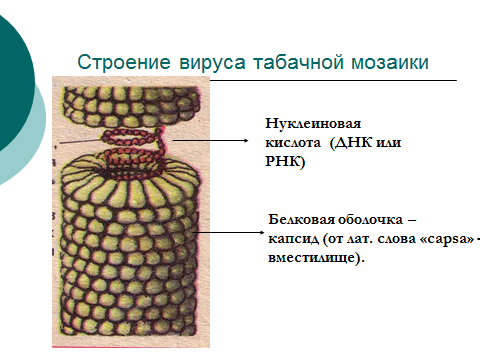 Строение вируса табачной мозаики
Нуклеиновая
кислота (ДНК или
РНК)
Белковая оболочка –
капсид (от лат. слова «capsa» -
вместилище).